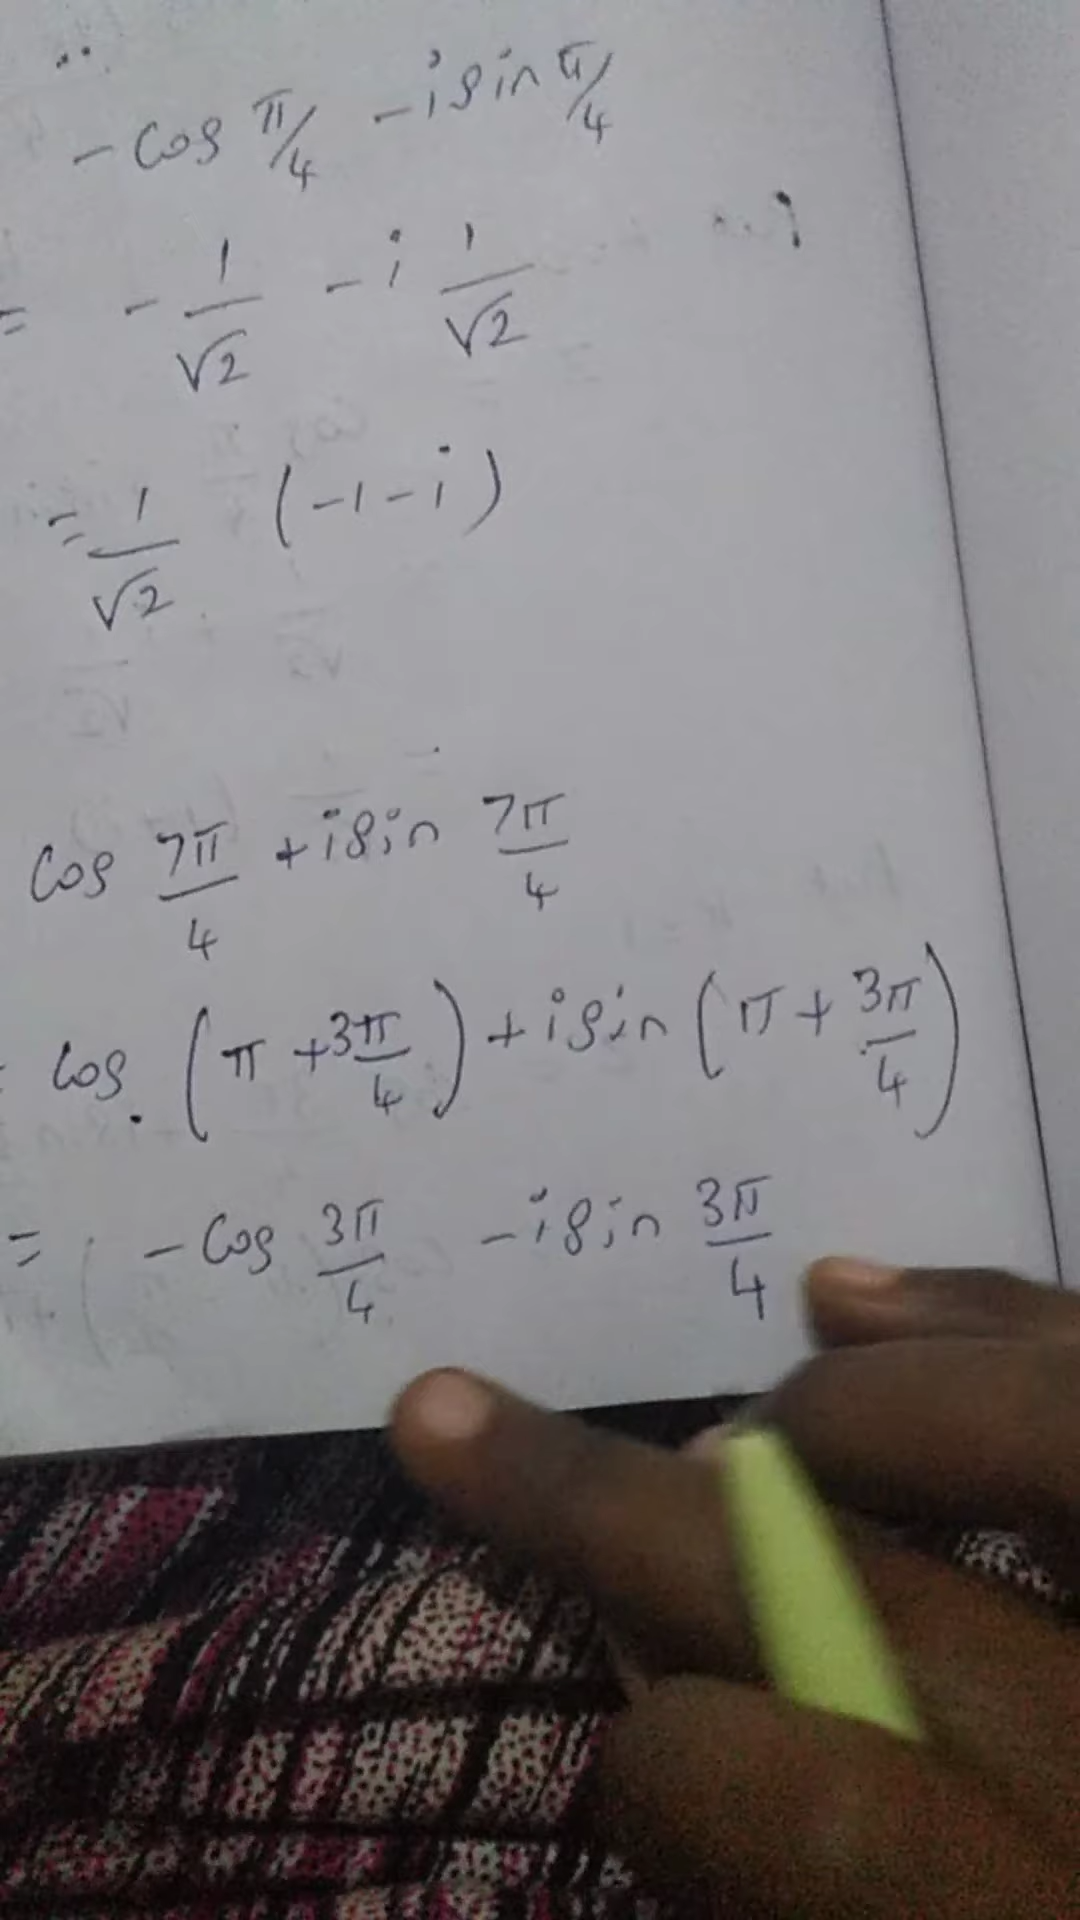 - cos π/4 - i sin π/4
= - 1/√2 - i 1/√2
= 1/√2 (-1-i)
cos 7π/4 + i sin 7π/4
= cos (π + 3π/4) + i sin (π + 3π/4)
= - cos 3π/4 - i sin 3π/4